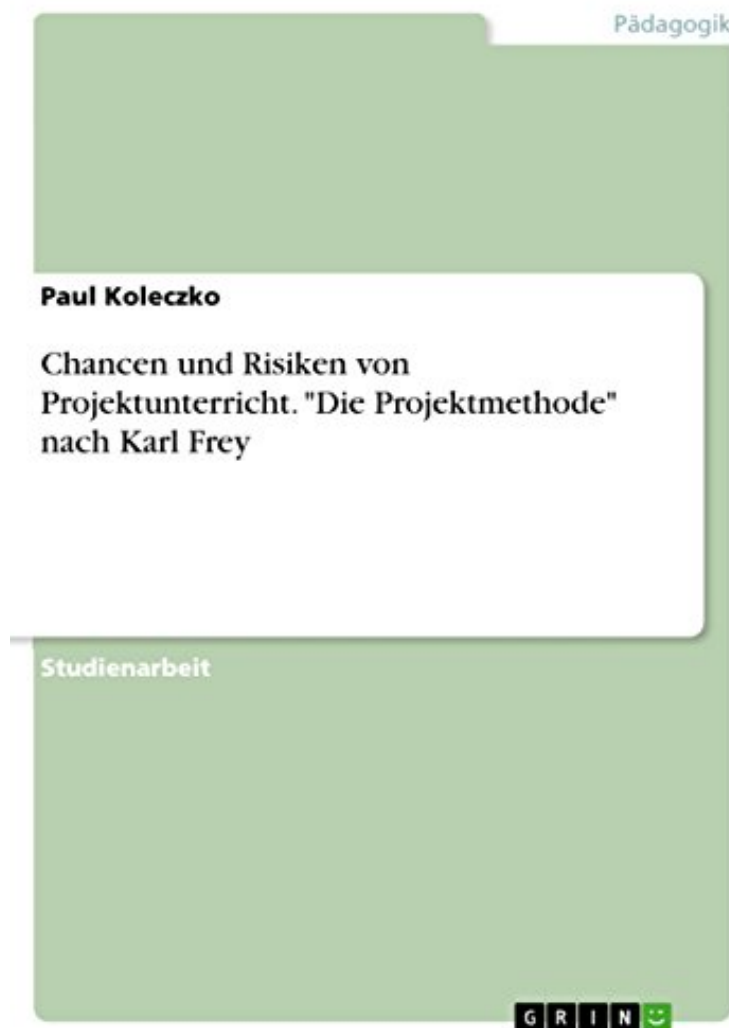 Pädagogik
Paul Koleczko
Chancen und Risiken von
Projektunterricht. "Die Projektmethode"
nach Karl Frey
Studienarbeit
GRIN